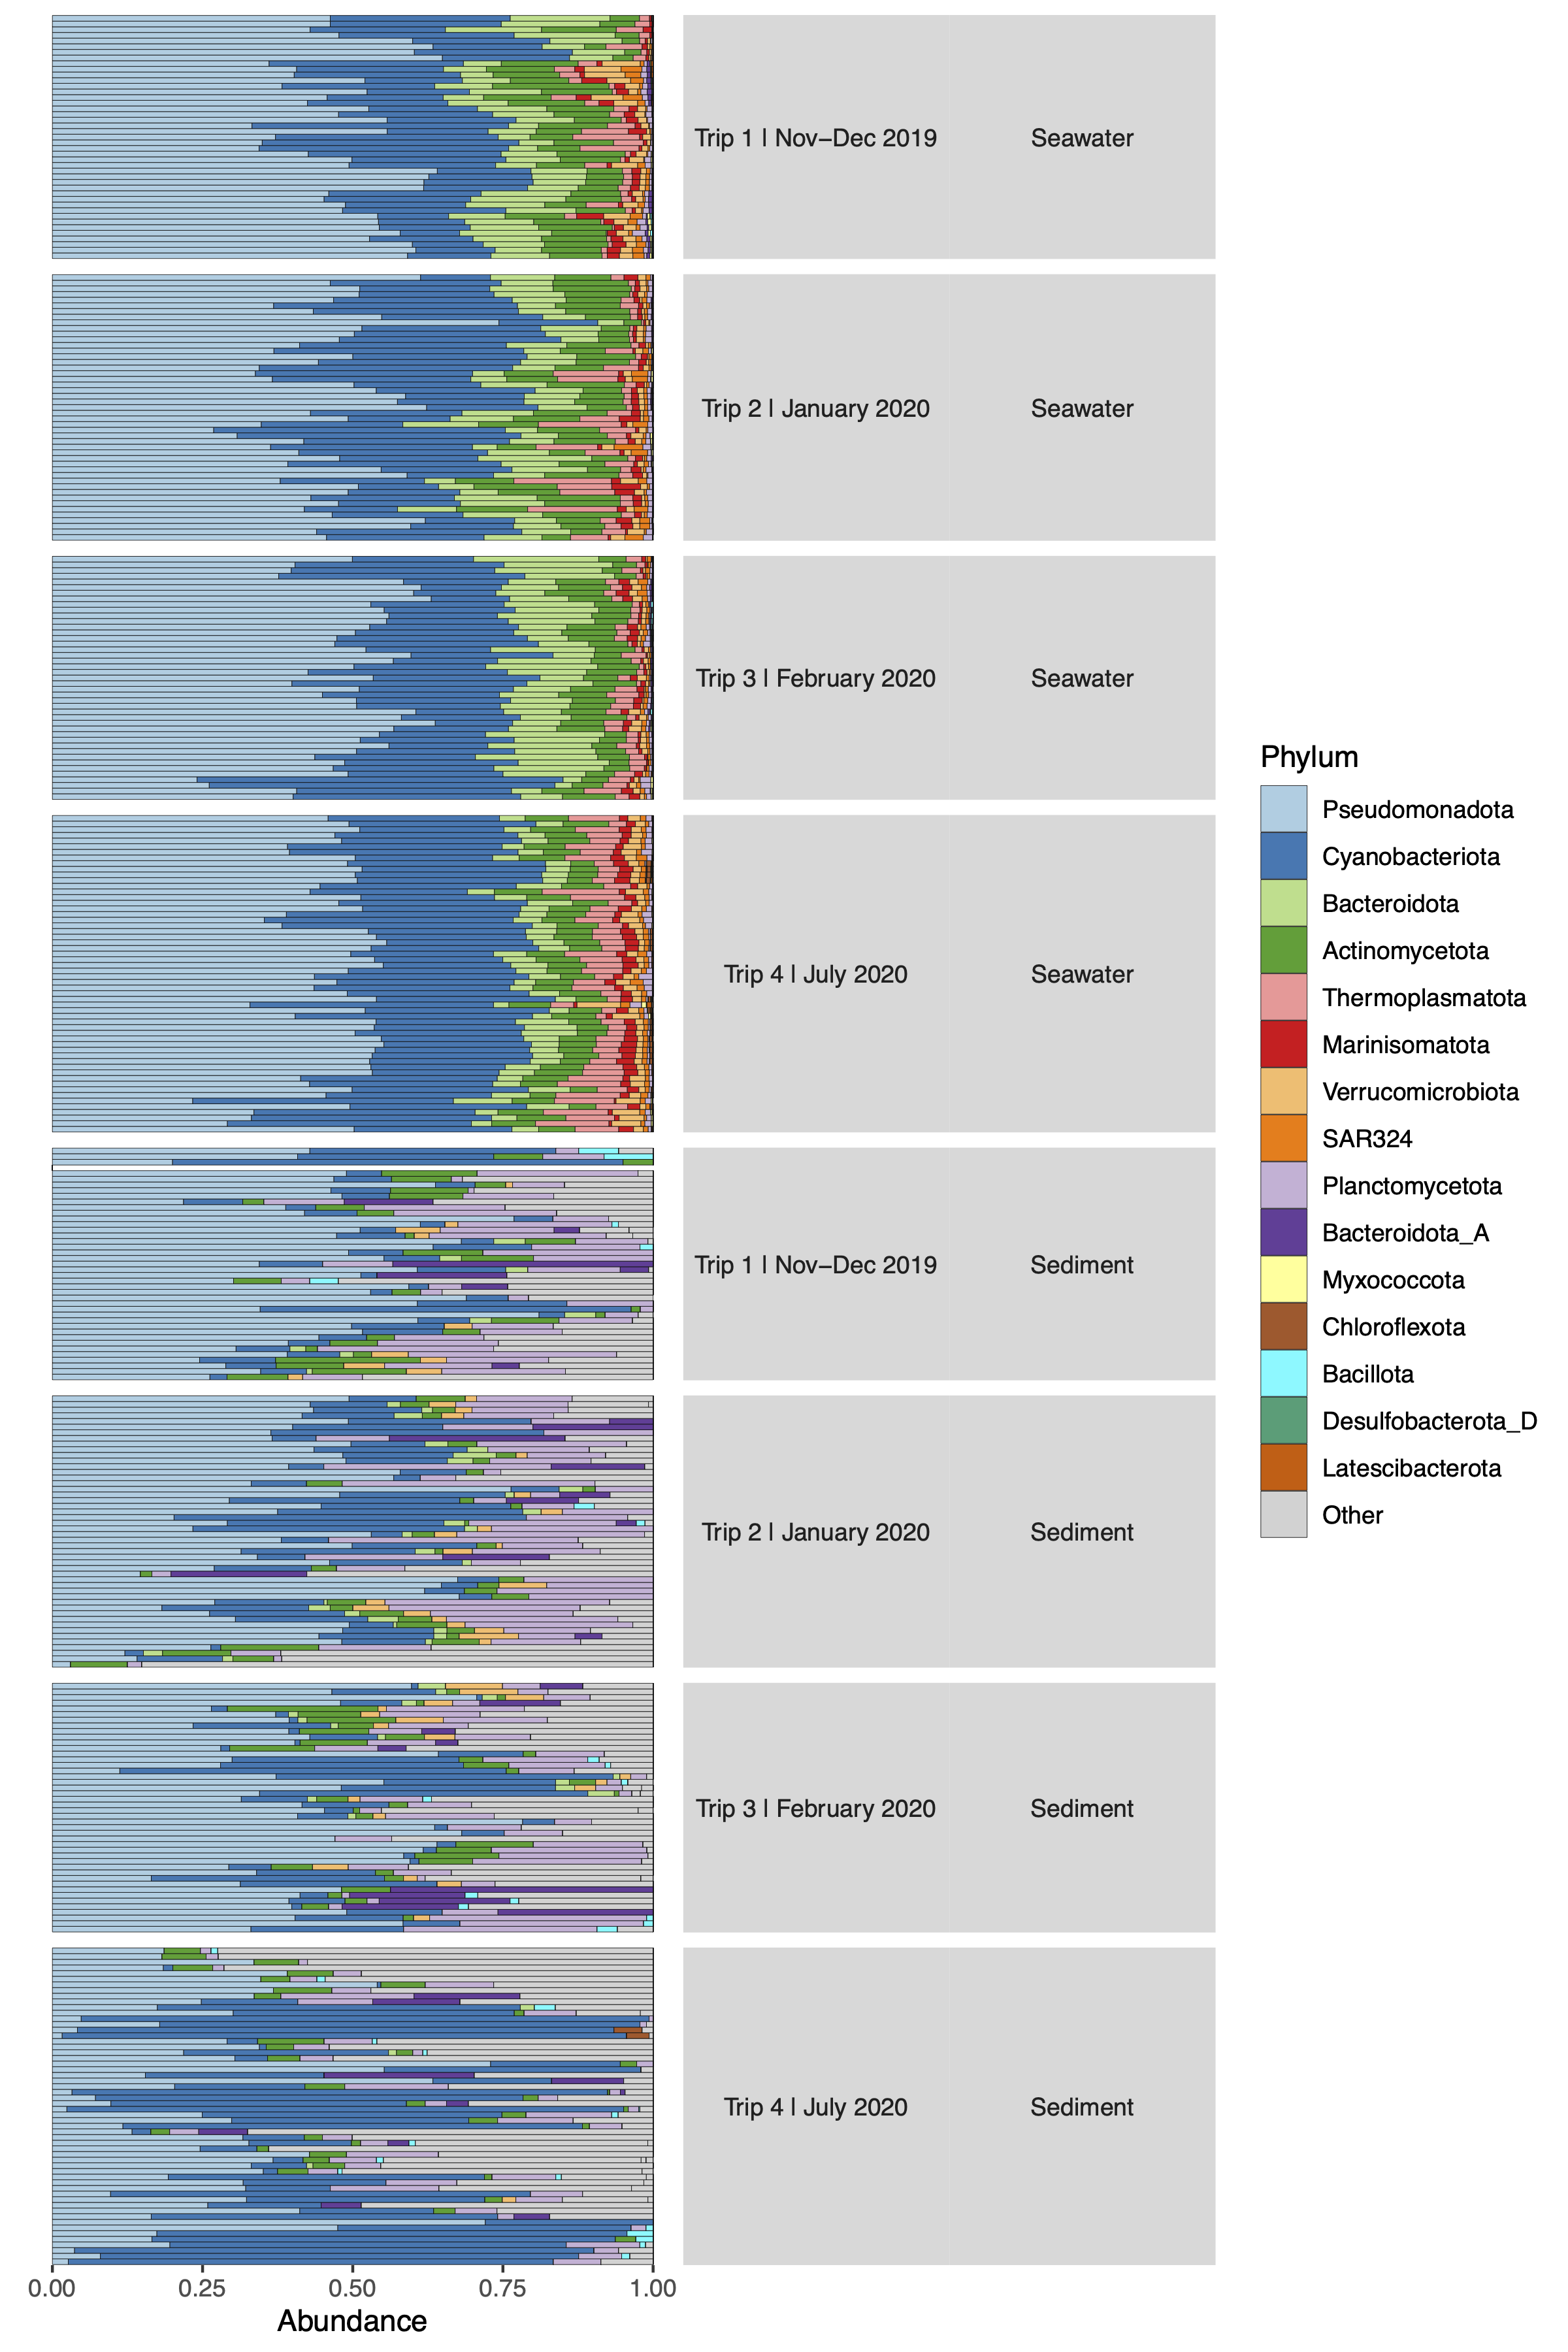 Trip 1 | Nov−Dec 2019 Seawater
Trip 2 | January 2020 Seawater
Trip 3 | February 2020 Seawater
Trip 4 | July 2020 Seawater
Trip 1 | Nov−Dec 2019 Sediment
Trip 2 | January 2020 Sediment
Trip 3 | February 2020 Sediment
Trip 4 | July 2020 Sediment
0.00 0.25 0.50 0.75 1.00
Abundance
Phylum
Pseudomonadota
Cyanobacteriota
Bacteroidota
Actinomycetota
Thermoplasmatota
Marinisomatota
Verrucomicrobiota
SAR324
Planctomycetota
Bacteroidota_A
Myxococcota
Chloroflexota
Bacillota
Desulfobacterota_D
Latescibacterota
Other